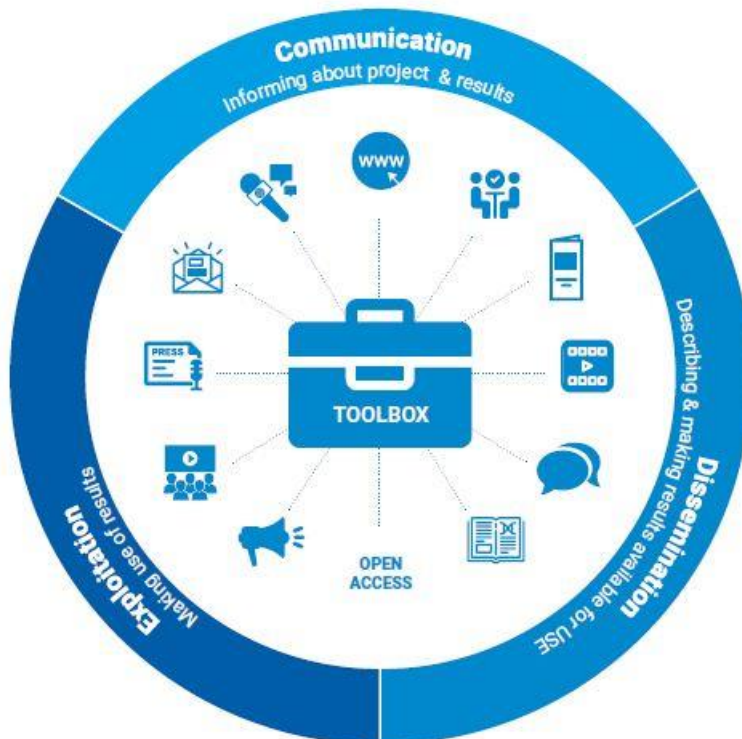 Communication
Informing about project & results
www
PRESS
TOOLBOX
OPEN
ACCESS
Dissemination
Describing & making results available for USE
Exploitation
Making use of results